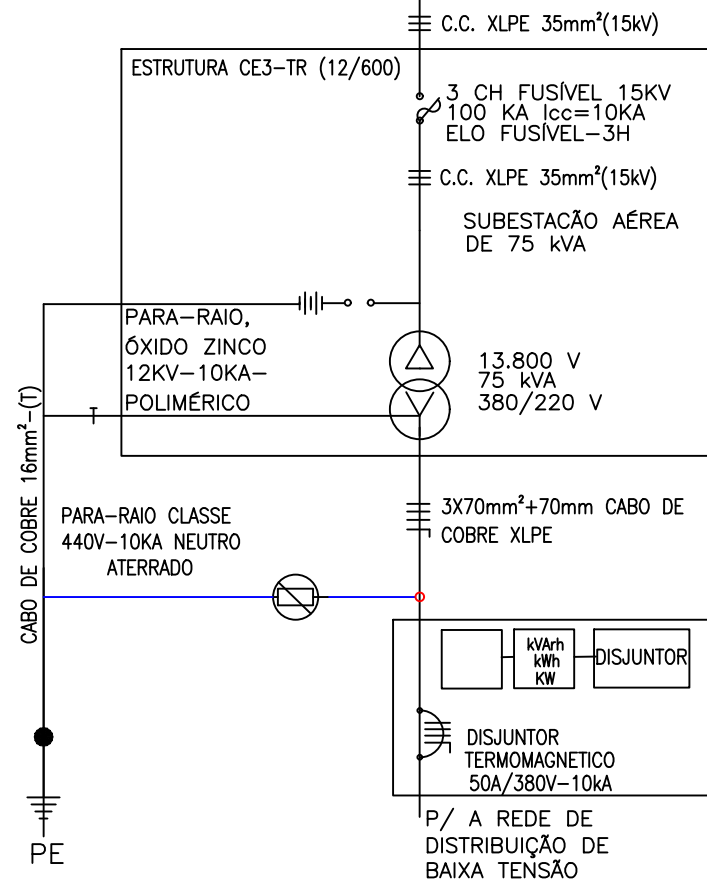 C.C. XLPE 35mm²(15kV)
ESTRUTURA CE3-TR (12/600)
3 CH FUSÍVEL 15KV
100 KA Icc=10KA
ELO FUSÍVEL-3H
C.C. XLPE 35mm²(15kV)
SUBESTACÃO AÉREA
DE 75 kVA
PARA-RAIO,
ÓXIDO ZINCO
12KV-10KA-
POLIMÉRICO
13.800 V
75 kVA
380/220 V
T
CABO DE COBRE 16mm²-(T)
3X70mm²+70mm CABO DE
COBRE XLPE
PARA-RAIO CLASSE
440V-10KA NEUTRO
ATERRADO
kVArh
kWh
KW
DISJUNTOR
DISJUNTOR
TERMOMAGNETICO
50A/380V-10kA
P/ A REDE DE
DISTRIBUIÇÃO DE
BAIXA TENSÃO
PE